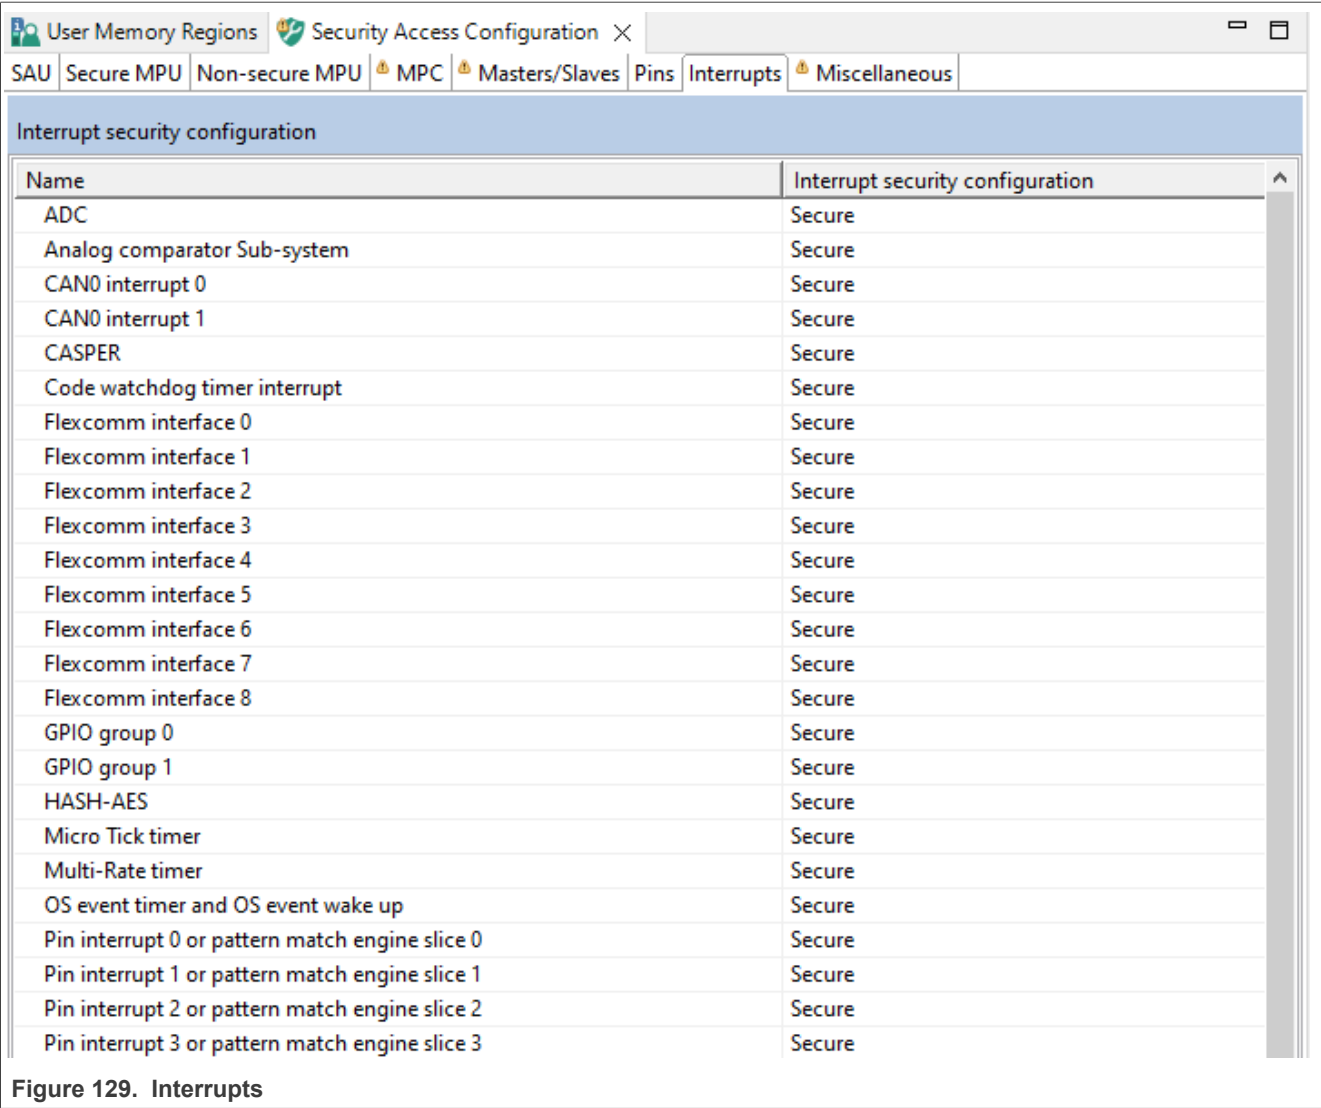 User Memory Regions Security Access Configuration
SAU Secure MPU Non-secure MPU MPC Masters/Slaves Pins Interrupts Miscellaneous
Interrupt security configuration
Name Interrupt security configuration
ADC Secure
Analog comparator Sub-system Secure
CAN0 interrupt 0 Secure
CAN0 interrupt 1 Secure
CASPER Secure
Code watchdog timer interrupt Secure
Flexcomm interface 0 Secure
Flexcomm interface 1 Secure
Flexcomm interface 2 Secure
Flexcomm interface 3 Secure
Flexcomm interface 4 Secure
Flexcomm interface 5 Secure
Flexcomm interface 6 Secure
Flexcomm interface 7 Secure
Flexcomm interface 8 Secure
GPIO group 0 Secure
GPIO group 1 Secure
HASH-AES Secure
Micro Tick timer Secure
Multi-Rate timer Secure
OS event timer and OS event wake up Secure
Pin interrupt 0 or pattern match engine slice 0 Secure
Pin interrupt 1 or pattern match engine slice 1 Secure
Pin interrupt 2 or pattern match engine slice 2 Secure
Pin interrupt 3 or pattern match engine slice 3 Secure
Figure 129. Interrupts